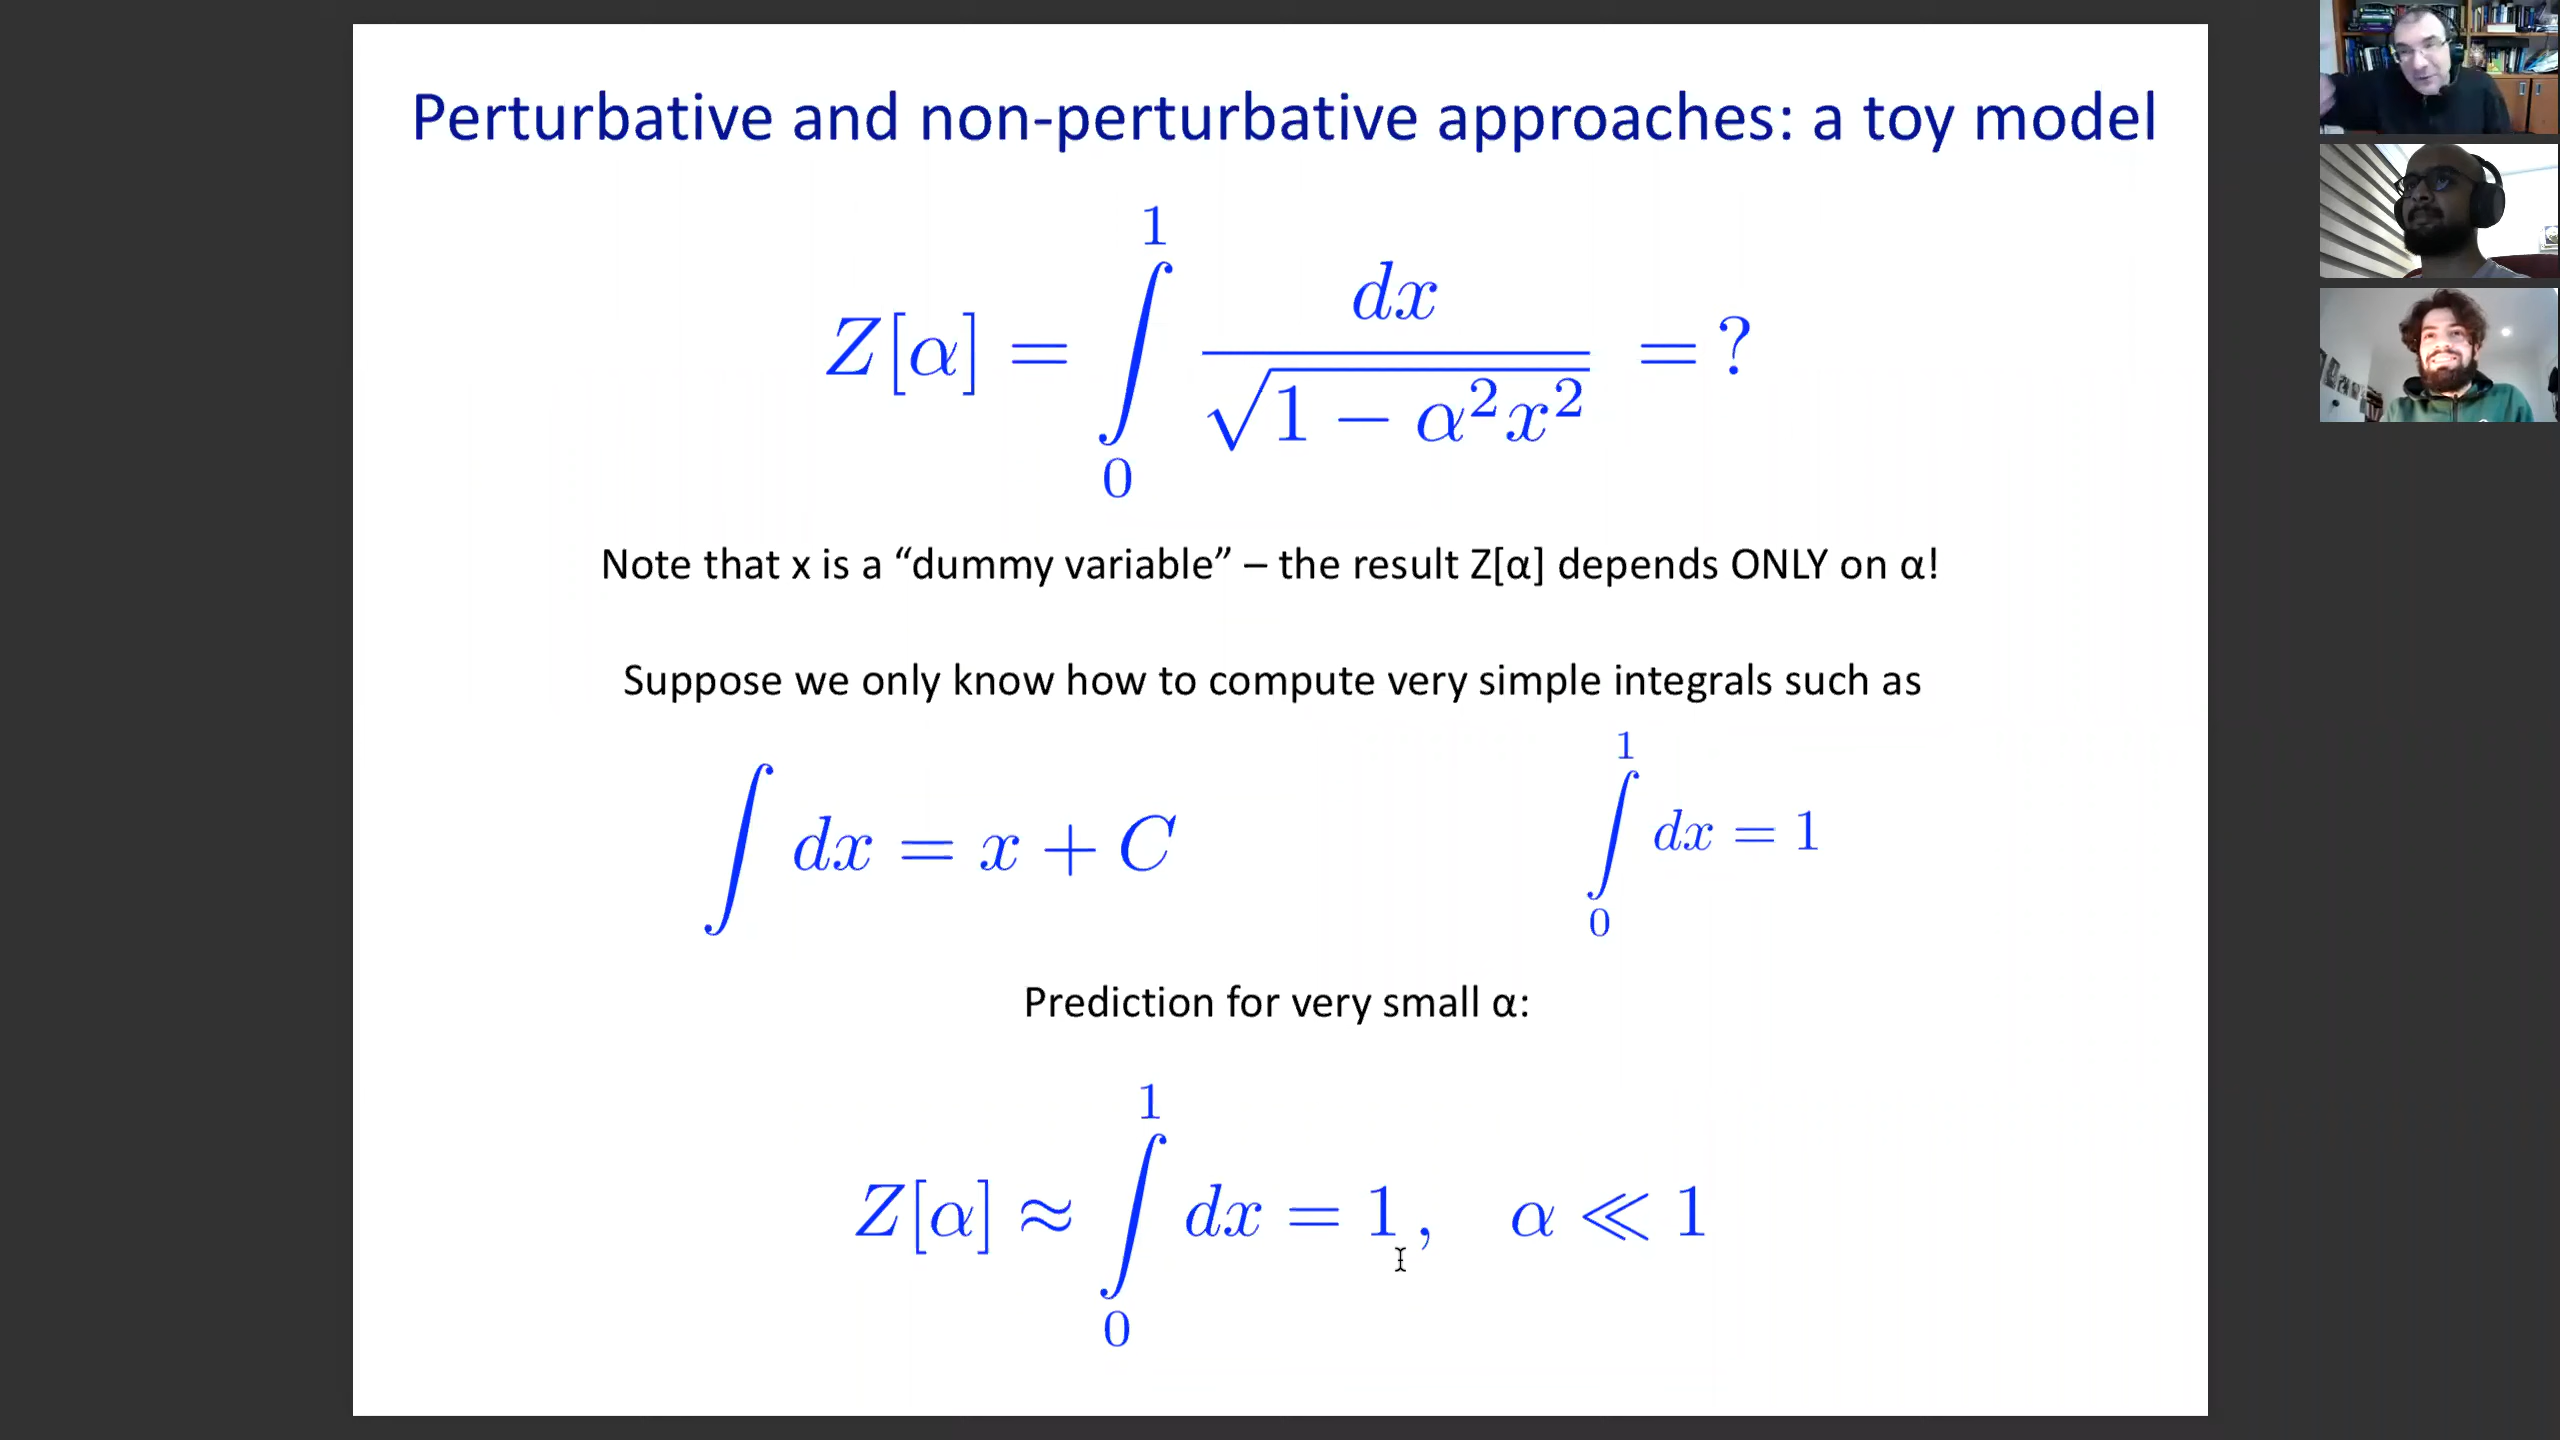 Perturbative and non-perturbative approaches: a toy model
Z[α] = ∫₀¹ dx / √(1 − α²x²) = ?
Note that x is a “dummy variable” – the result Z[α] depends ONLY on α!
Suppose we only know how to compute very simple integrals such as
∫ dx = x + C
∫₀¹ dx = 1
Prediction for very small α:
Z[α] ≈ ∫₀¹ dx = 1 , α ≪ 1